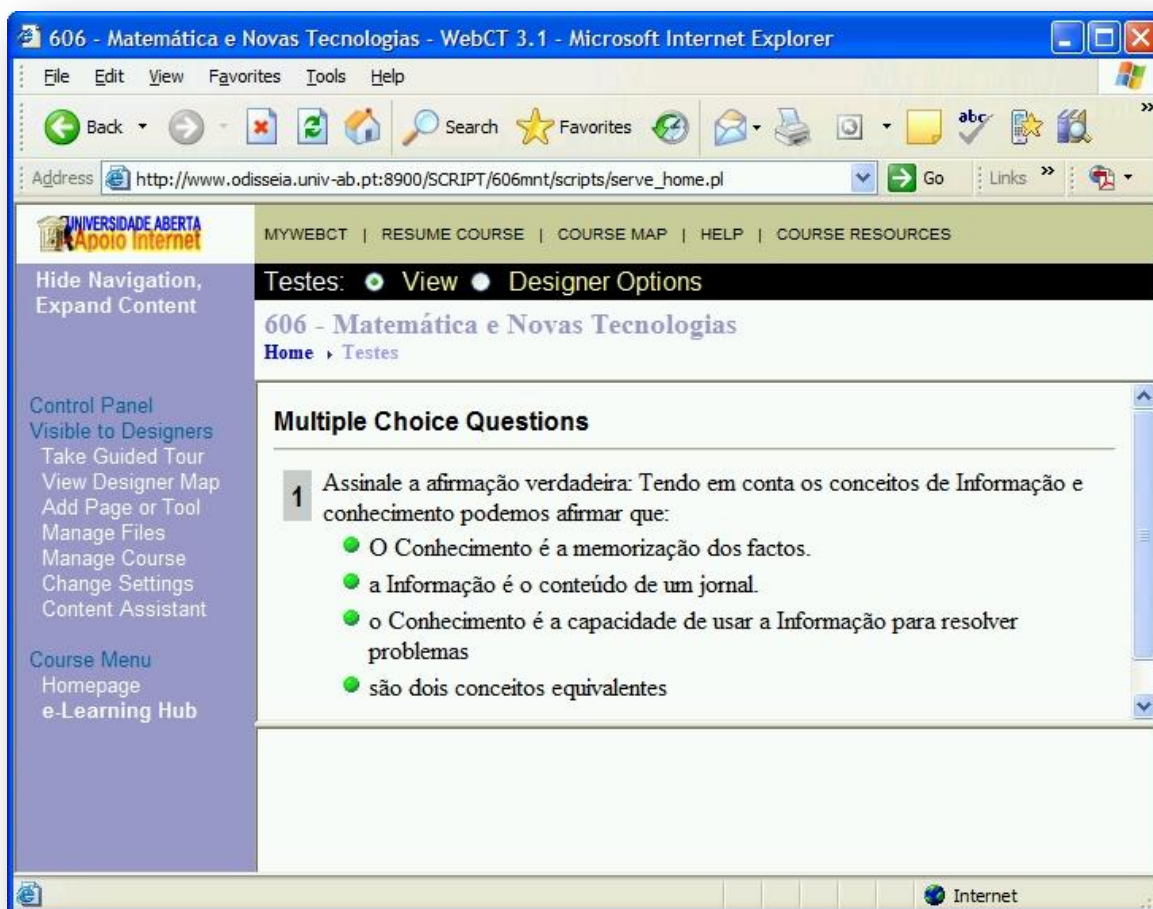 606 - Matemática e Novas Tecnologias - WebCT 3.1 - Microsoft Internet Explorer
File Edit View Favorites Tools Help
Back Search Favorites abc
Address http://www.odisseia.univ-ab.pt:8900/SCRIPT/606mnt/scripts/serve_home.pl Go Links
UNIVERSIDADE ABERTA
Apoio Internet
MYWEBCT | RESUME COURSE | COURSE MAP | HELP | COURSE RESOURCES
Hide Navigation,
Expand Content
Testes: View Designer Options
606 - Matemática e Novas Tecnologias
Home Testes
Control Panel
Visible to Designers
Take Guided Tour
View Designer Map
Add Page or Tool
Manage Files
Manage Course
Change Settings
Content Assistant
Course Menu
Homepage
e-Learning Hub
Multiple Choice Questions
1 Assinale a afirmação verdadeira: Tendo em conta os conceitos de Informação e
conhecimento podemos afirmar que:
O Conhecimento é a memorização dos factos.
a Informação é o conteúdo de um jornal.
o Conhecimento é a capacidade de usar a Informação para resolver
problemas
são dois conceitos equivalentes
Internet